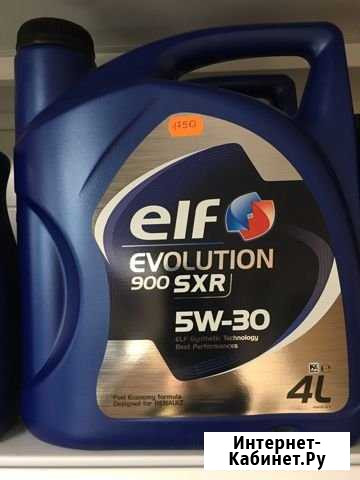 1750
elf
EVOLUTION
900 SXR
5W-30
ELF Synthetic Technology
Best Performances
Fuel Economy formula
Designed for RENAULT
4L
Интернет-
Кабинет.Ру